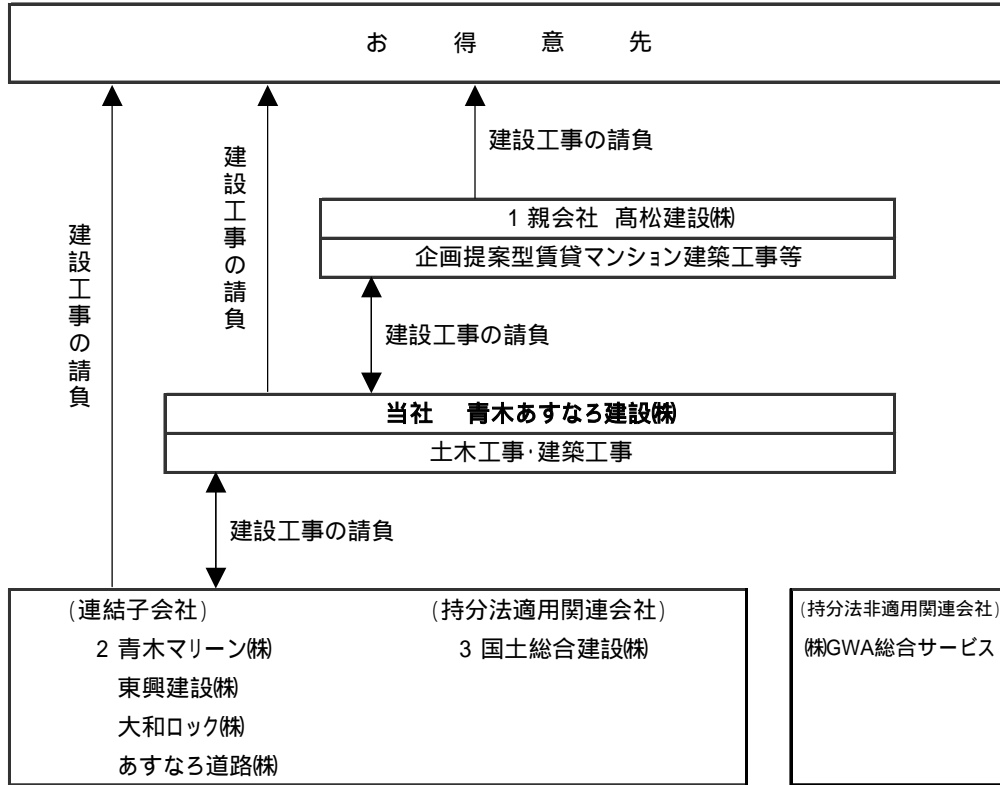 お得意先
建設工事の請負
建設工事の請負
建設工事の請負
1 親会社 髙松建設㈱
企画提案型賃貸マンション建築工事等
建設工事の請負
当社 青木あすなろ建設㈱
土木工事・建築工事
建設工事の請負
(連結子会社)
2 青木マリーン㈱
東興建設㈱
大和ロック㈱
あすなろ道路㈱
(持分法適用関連会社)
3 国土総合建設㈱
(持分法非適用関連会社)
㈱GWA総合サービス